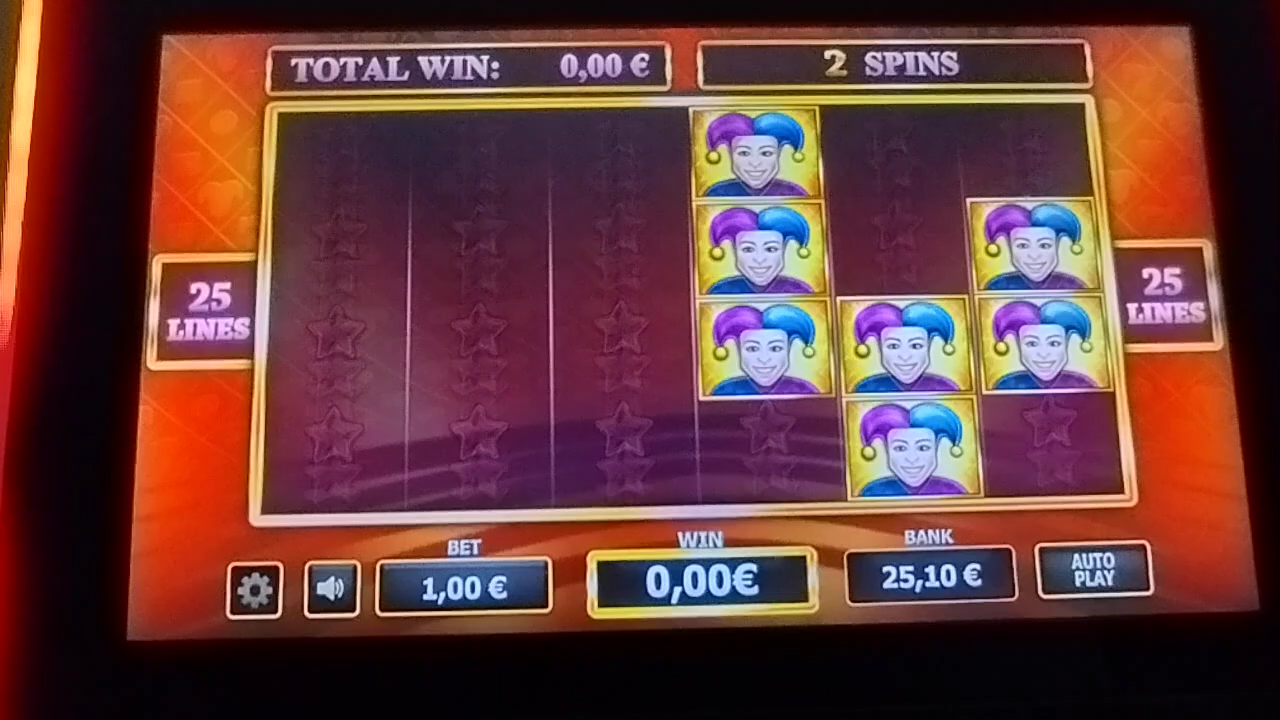 TOTAL WIN: 0,00 €
2 SPINS
25
LINES
25
LINES
BET
1,00 €
WIN
0,00€
BANK
25,10 €
AUTO
PLAY